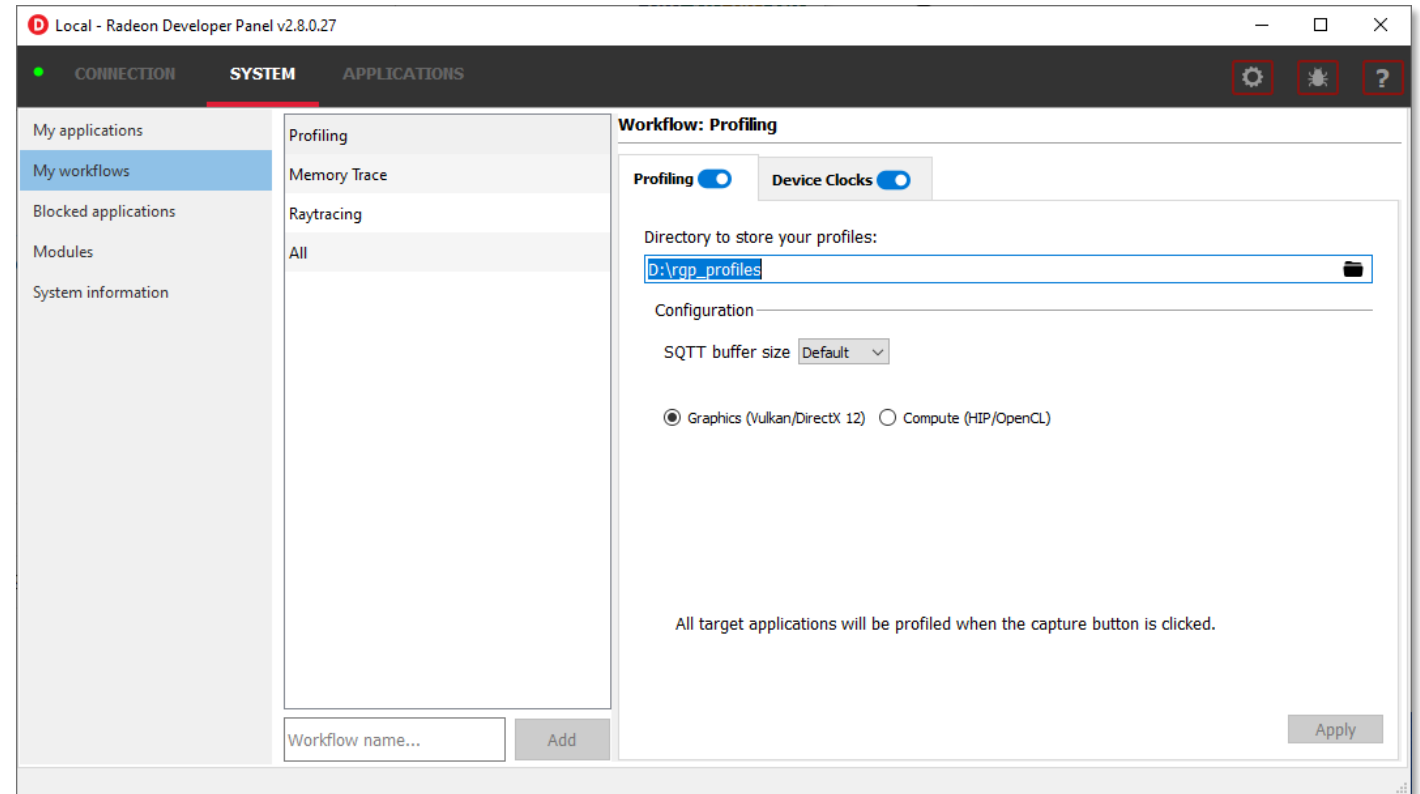 Local - Radeon Developer Panel v2.8.0.27
CONNECTION SYSTEM APPLICATIONS ?
My applications
My workflows
Blocked applications
Modules
System information
Profiling
Memory Trace
Raytracing
All
Workflow name... Add
Workflow: Profiling
Profiling Device Clocks
Directory to store your profiles:
D:\rgp_profiles
Configuration
SQTT buffer size Default
Graphics (Vulkan/DirectX 12) Compute (HIP/OpenCL)
All target applications will be profiled when the capture button is clicked.
Apply